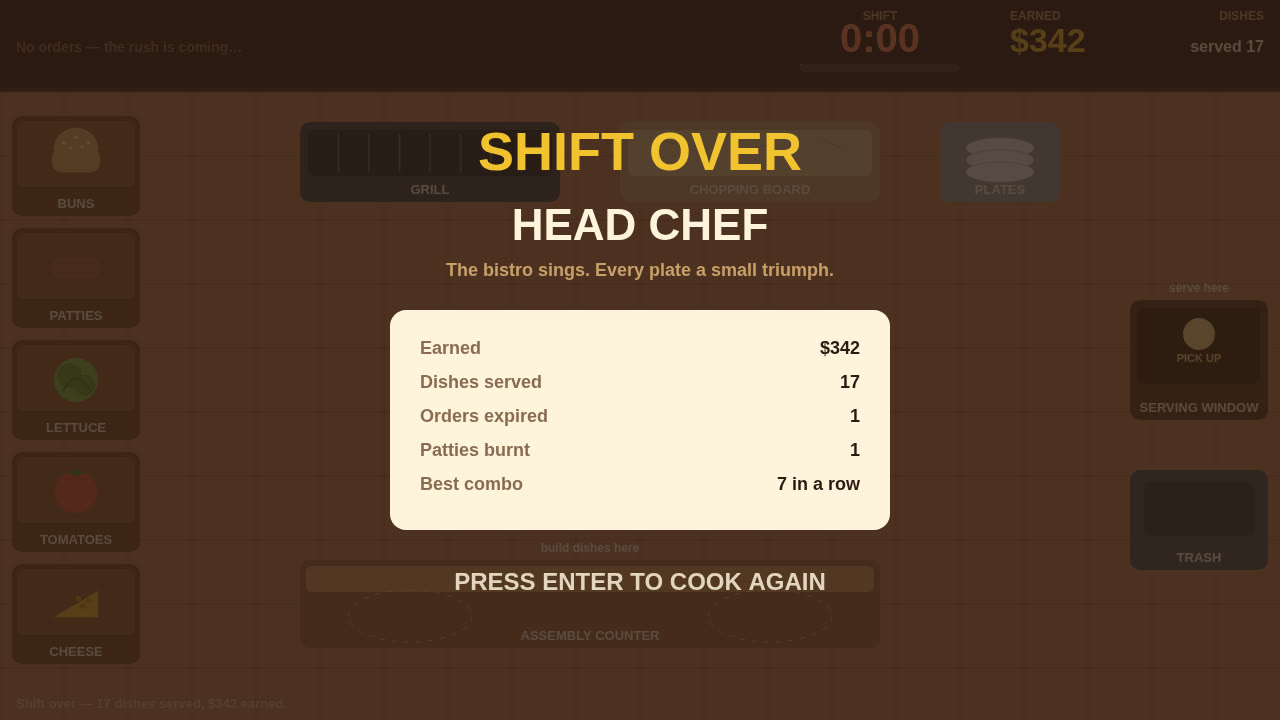 SHIFT
EARNED
DISHES
No orders — the rush is coming…
0:00
$342
served 17
SHIFT OVER
GRILL
CHOPPING BOARD
PLATES
BUNS
HEAD CHEF
The bistro sings. Every plate a small triumph.
serve here
PATTIES
PICK UP
SERVING WINDOW
Earned $342
Dishes served 17
Orders expired 1
Patties burnt 1
Best combo 7 in a row
LETTUCE
TOMATOES
TRASH
build dishes here
PRESS ENTER TO COOK AGAIN
ASSEMBLY COUNTER
CHEESE
Shift over — 17 dishes served, $342 earned.